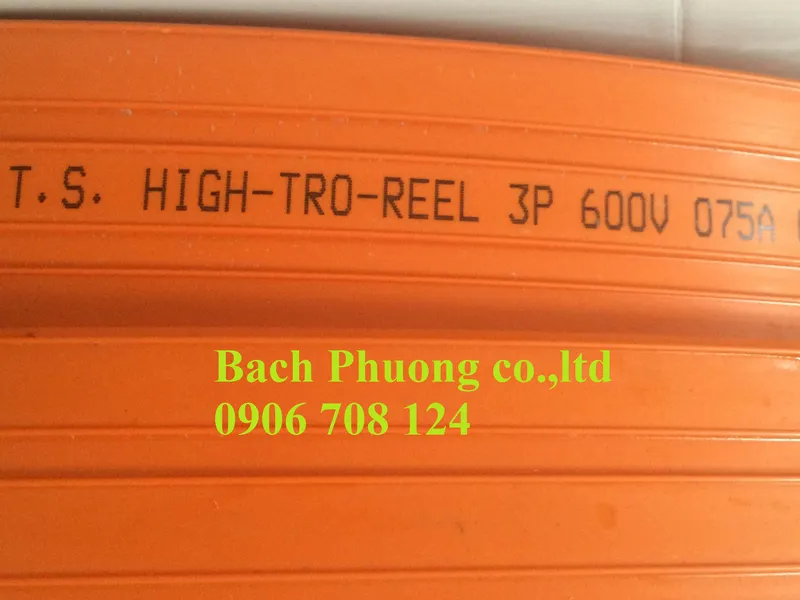 T.S. HIGH-TRO-REEL 3P 600V 075A
Bach Phuong co.,ltd
0906 708 124